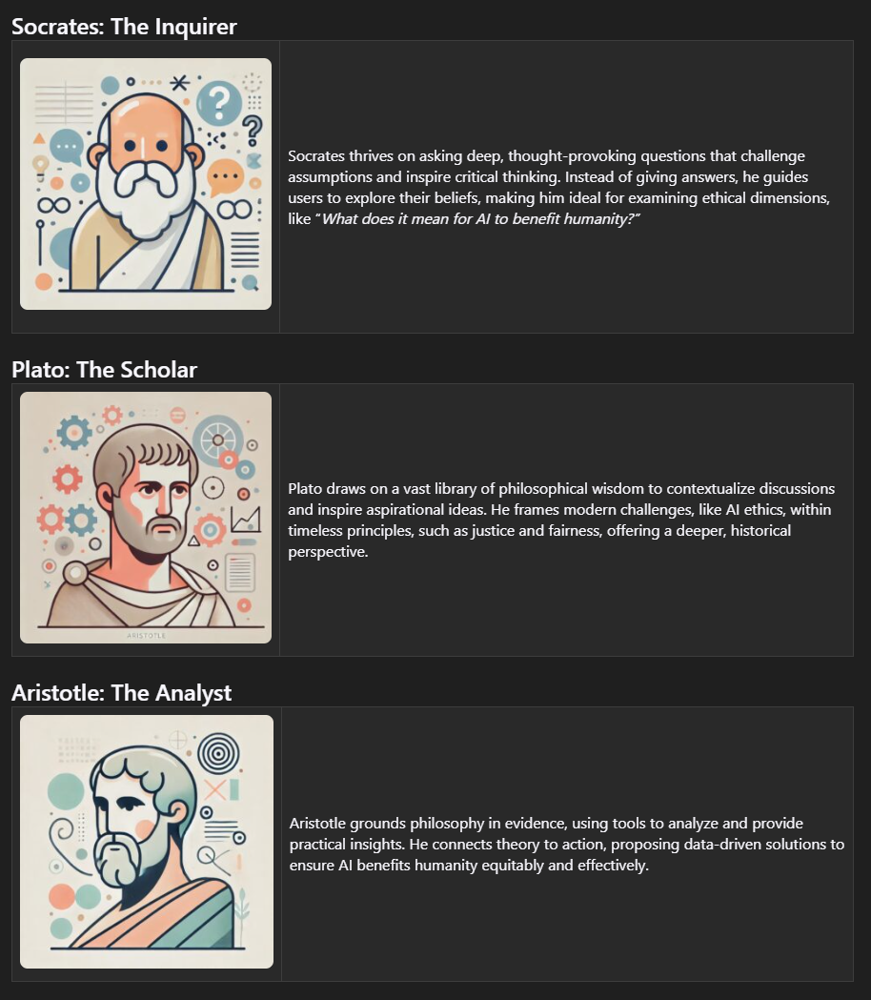 Socrates: The Inquirer
Socrates thrives on asking deep, thought-provoking questions that challenge
assumptions and inspire critical thinking. Instead of giving answers, he guides
users to explore their beliefs, making him ideal for examining ethical dimensions,
like “What does it mean for AI to benefit humanity?”
Plato: The Scholar
ARISTOTLE
Plato draws on a vast library of philosophical wisdom to contextualize discussions
and inspire aspirational ideas. He frames modern challenges, like AI ethics, within
timeless principles, such as justice and fairness, offering a deeper, historical
perspective.
Aristotle: The Analyst
Aristotle grounds philosophy in evidence, using tools to analyze and provide
practical insights. He connects theory to action, proposing data-driven solutions to
ensure AI benefits humanity equitably and effectively.